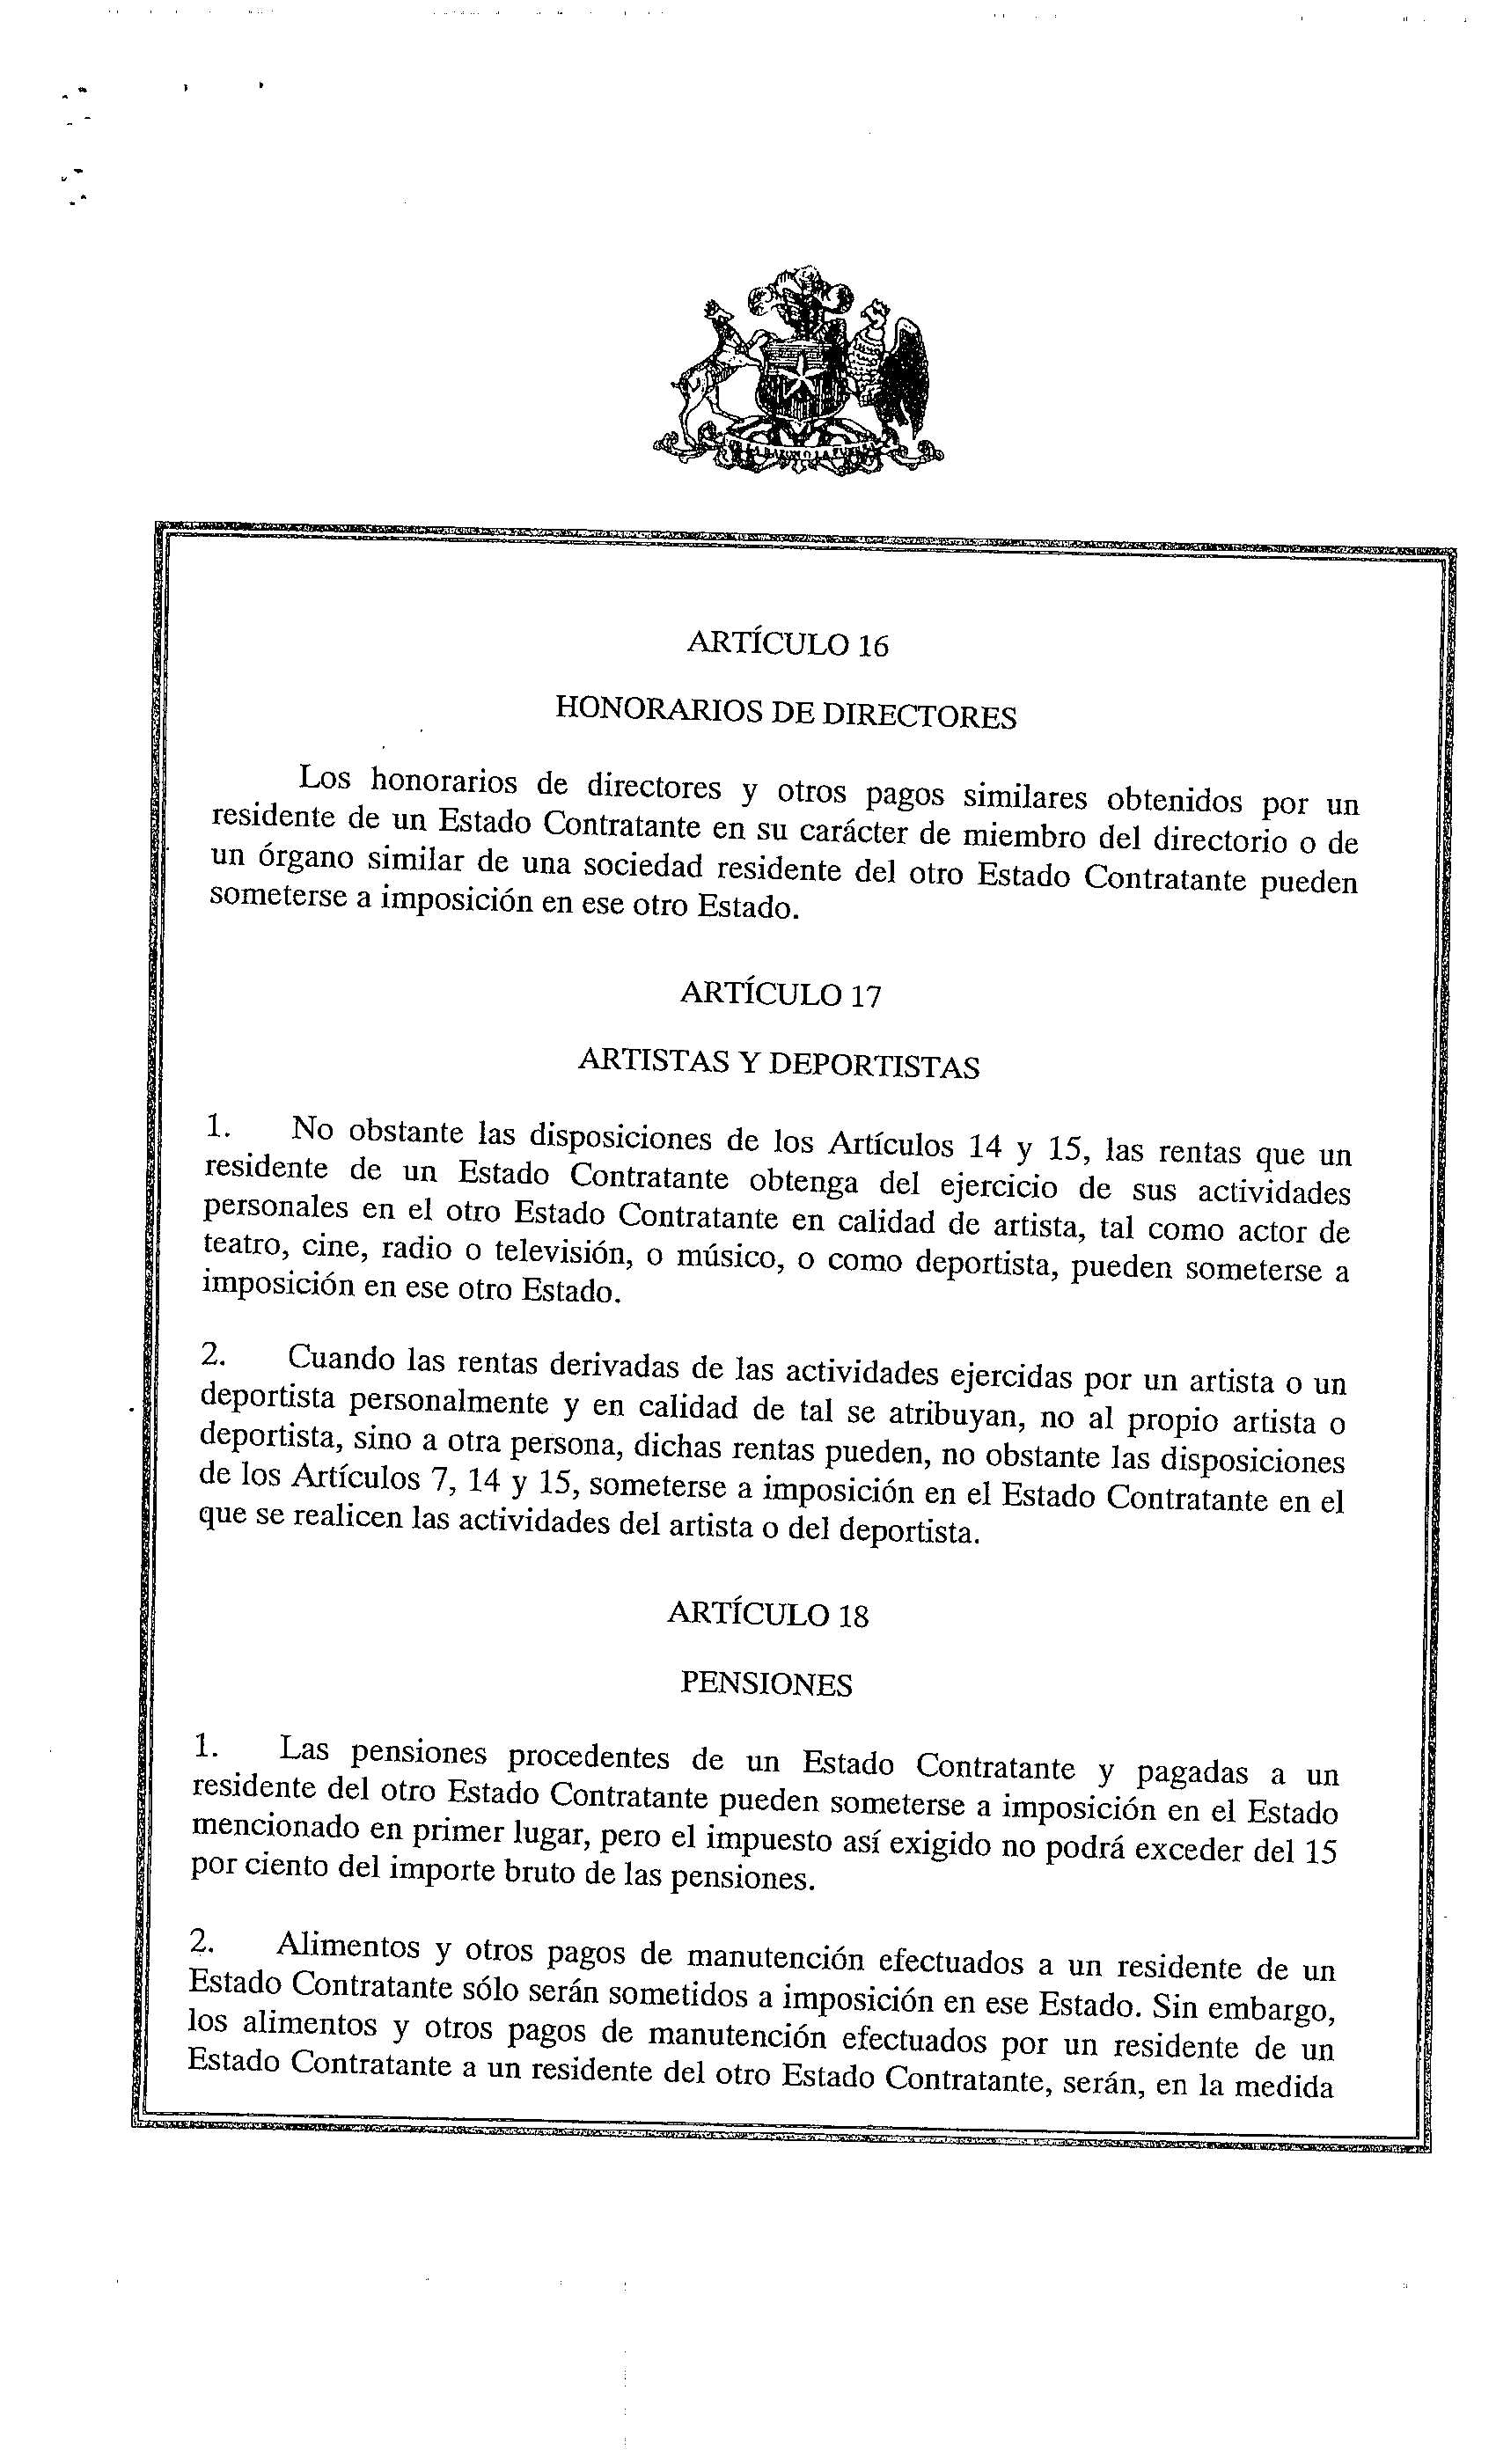 ARTÍCULO 16
HONORARIOS DE DIRECTORES
Los honorarios de directores y otros pagos similares obtenidos por un
residente de un Estado Contratante en su carácter de miembro del directorio o de
un órgano similar de una sociedad residente del otro Estado Contratante pueden
someterse a imposición en ese otro Estado.
ARTÍCULO 17
ARTISTAS Y DEPORTISTAS
1. No obstante las disposiciones de los Artículos 14 y 15, las rentas que un
residente de un Estado Contratante obtenga del ejercicio de sus actividades
personales en el otro Estado Contratante en calidad de artista, tal como actor de
teatro, cine, radio o televisión, o músico, o como deportista, pueden someterse a
imposición en ese otro Estado.
2. Cuando las rentas derivadas de las actividades ejercidas por un artista o un
deportista personalmente y en calidad de tal se atribuyan, no al propio artista o
deportista, sino a otra persona, dichas rentas pueden, no obstante las disposiciones
de los Artículos 7, 14 y 15, someterse a imposición en el Estado Contratante en el
que se realicen las actividades del artista o del deportista.
ARTÍCULO 18
PENSIONES
1. Las pensiones procedentes de un Estado Contratante y pagadas a un
residente del otro Estado Contratante pueden someterse a imposición en el Estado
mencionado en primer lugar, pero el impuesto así exigido no podrá exceder del 15
por ciento del importe bruto de las pensiones.
2. Alimentos y otros pagos de manutención efectuados a un residente de un
Estado Contratante sólo serán sometidos a imposición en ese Estado. Sin embargo,
los alimentos y otros pagos de manutención efectuados por un residente de un
Estado Contratante a un residente del otro Estado Contratante, serán, en la medida